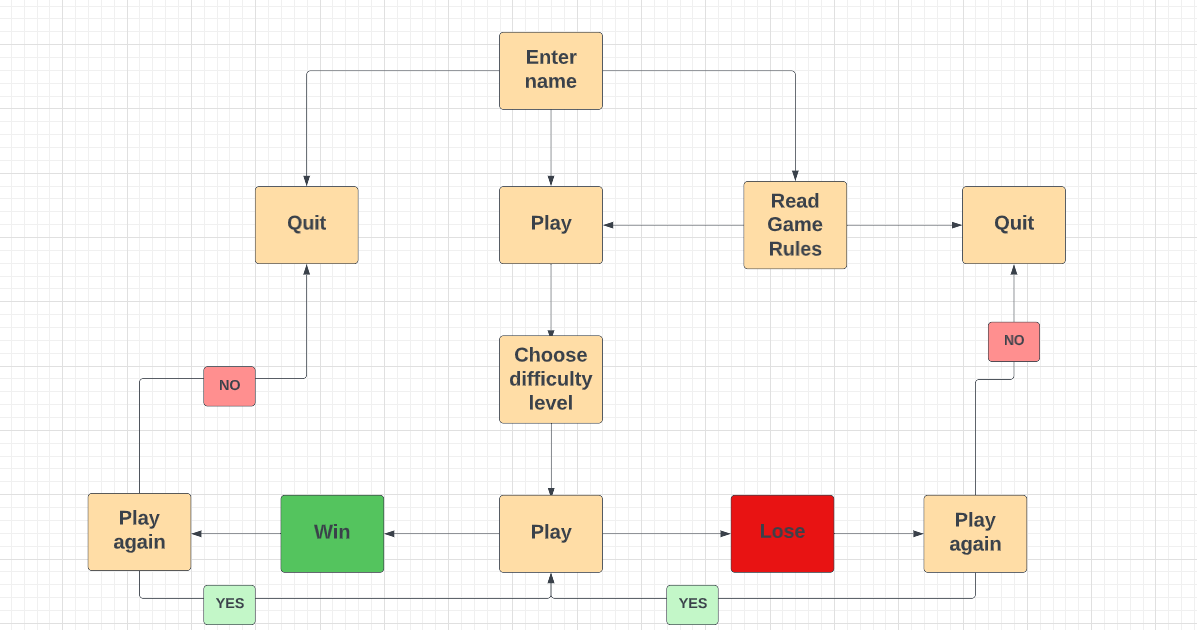 Enter
name
Quit
Play
Read
Game
Rules
Quit
NO
Choose
difficulty
level
NO
Play
again
Win
Play
Lose
Play
again
YES
YES